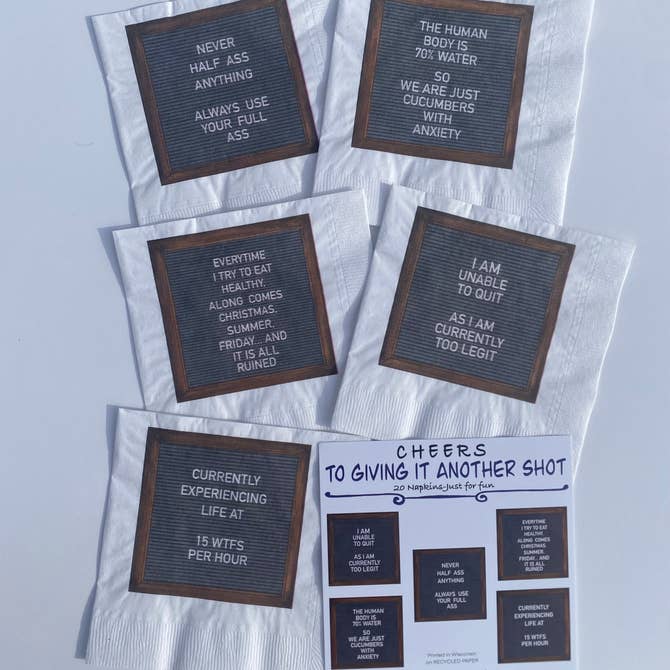 NEVER
HALF ASS
ANYTHING
ALWAYS USE
YOUR FULL
ASS
THE HUMAN
BODY IS
70% WATER
SO
WE ARE JUST
CUCUMBERS
WITH
ANXIETY
EVERYTIME
I TRY TO EAT
HEALTHY,
ALONG COMES
CHRISTMAS,
SUMMER,
FRIDAY... AND
IT IS ALL
RUINED
I AM
UNABLE
TO QUIT
AS I AM
CURRENTLY
TOO LEGIT
CURRENTLY
EXPERIENCING
LIFE AT
15 WTFS
PER HOUR
CHEERS
TO GIVING IT ANOTHER SHOT
20 Napkins-Just for fun
I AM
UNABLE
TO QUIT
AS I AM
CURRENTLY
TOO LEGIT
EVERYTIME
I TRY TO EAT
HEALTHY,
ALONG COMES
CHRISTMAS,
SUMMER,
FRIDAY... AND
IT IS ALL
RUINED
NEVER
HALF ASS
ANYTHING
ALWAYS USE
YOUR FULL
ASS
THE HUMAN
BODY IS
70% WATER
SO
WE ARE JUST
CUCUMBERS
WITH
ANXIETY
CURRENTLY
EXPERIENCING
LIFE AT
15 WTFS
PER HOUR
Printed in Wisconsin
on RECYCLED PAPER